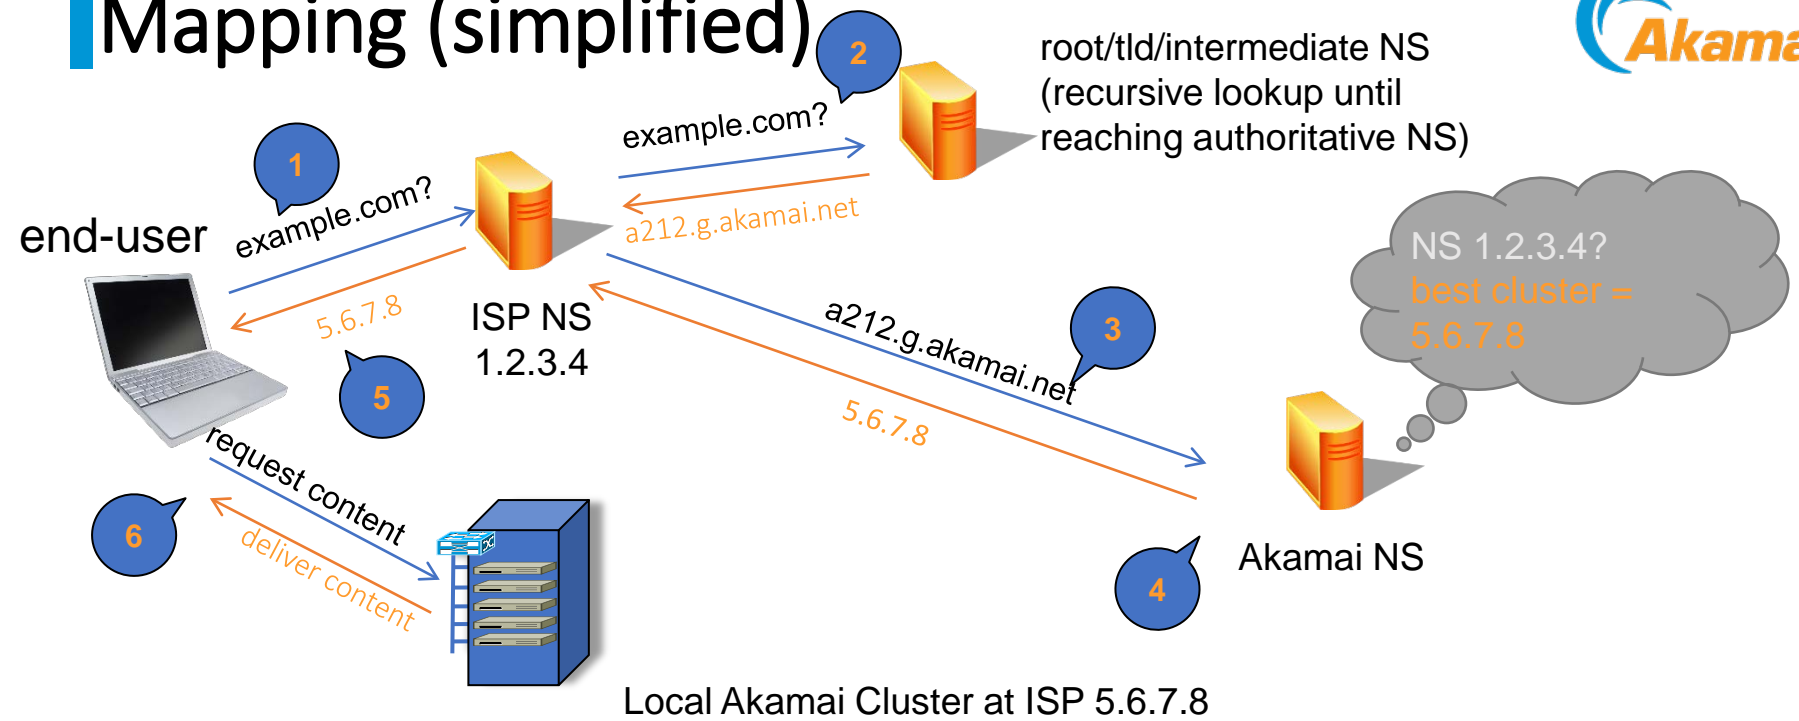 Mapping (simplified)
Akama
2
root/tld/intermediate NS
(recursive lookup until
reaching authoritative NS)
example.com?
a212.g.akamai.net
1
example.com?
end-user
5.6.7.8
ISP NS
1.2.3.4
NS 1.2.3.4?
best cluster =
5.6.7.8
a212.g.akamai.net
3
5.6.7.8
5
request content
6
deliver content
4
Akamai NS
Local Akamai Cluster at ISP 5.6.7.8